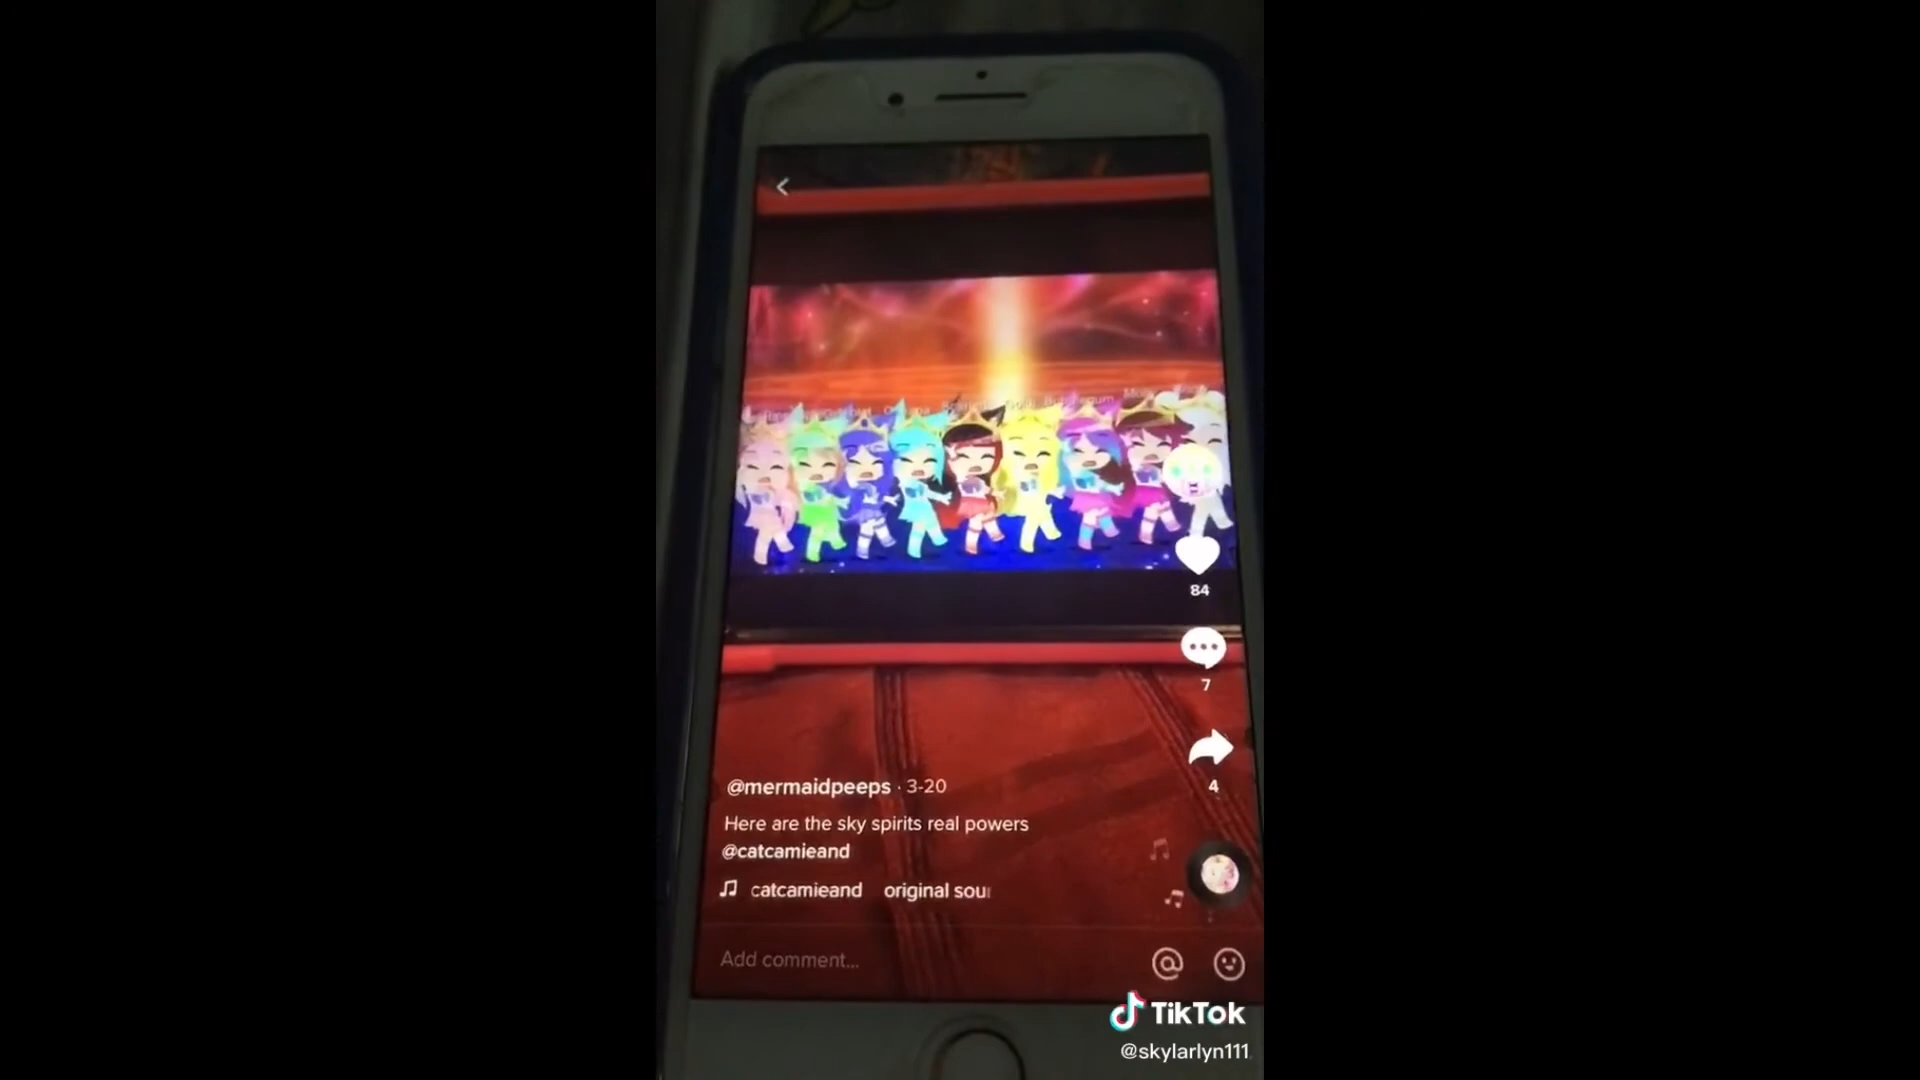 84
7
4
@mermaidpeeps · 3-20
Here are the sky spirits real powers
@catcamieand
catcamieand original sou
Add comment...
TikTok
@skylarlyn111